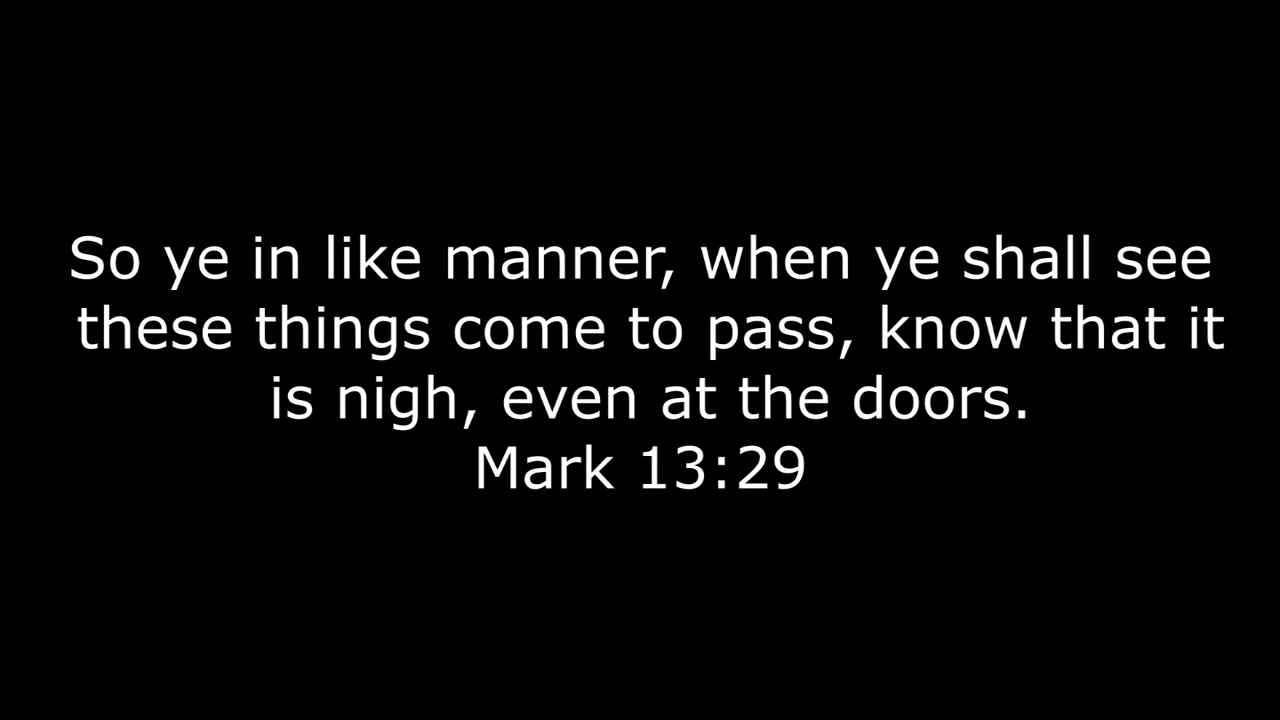 So ye in like manner, when ye shall see
these things come to pass, know that it
is nigh, even at the doors.
Mark 13:29